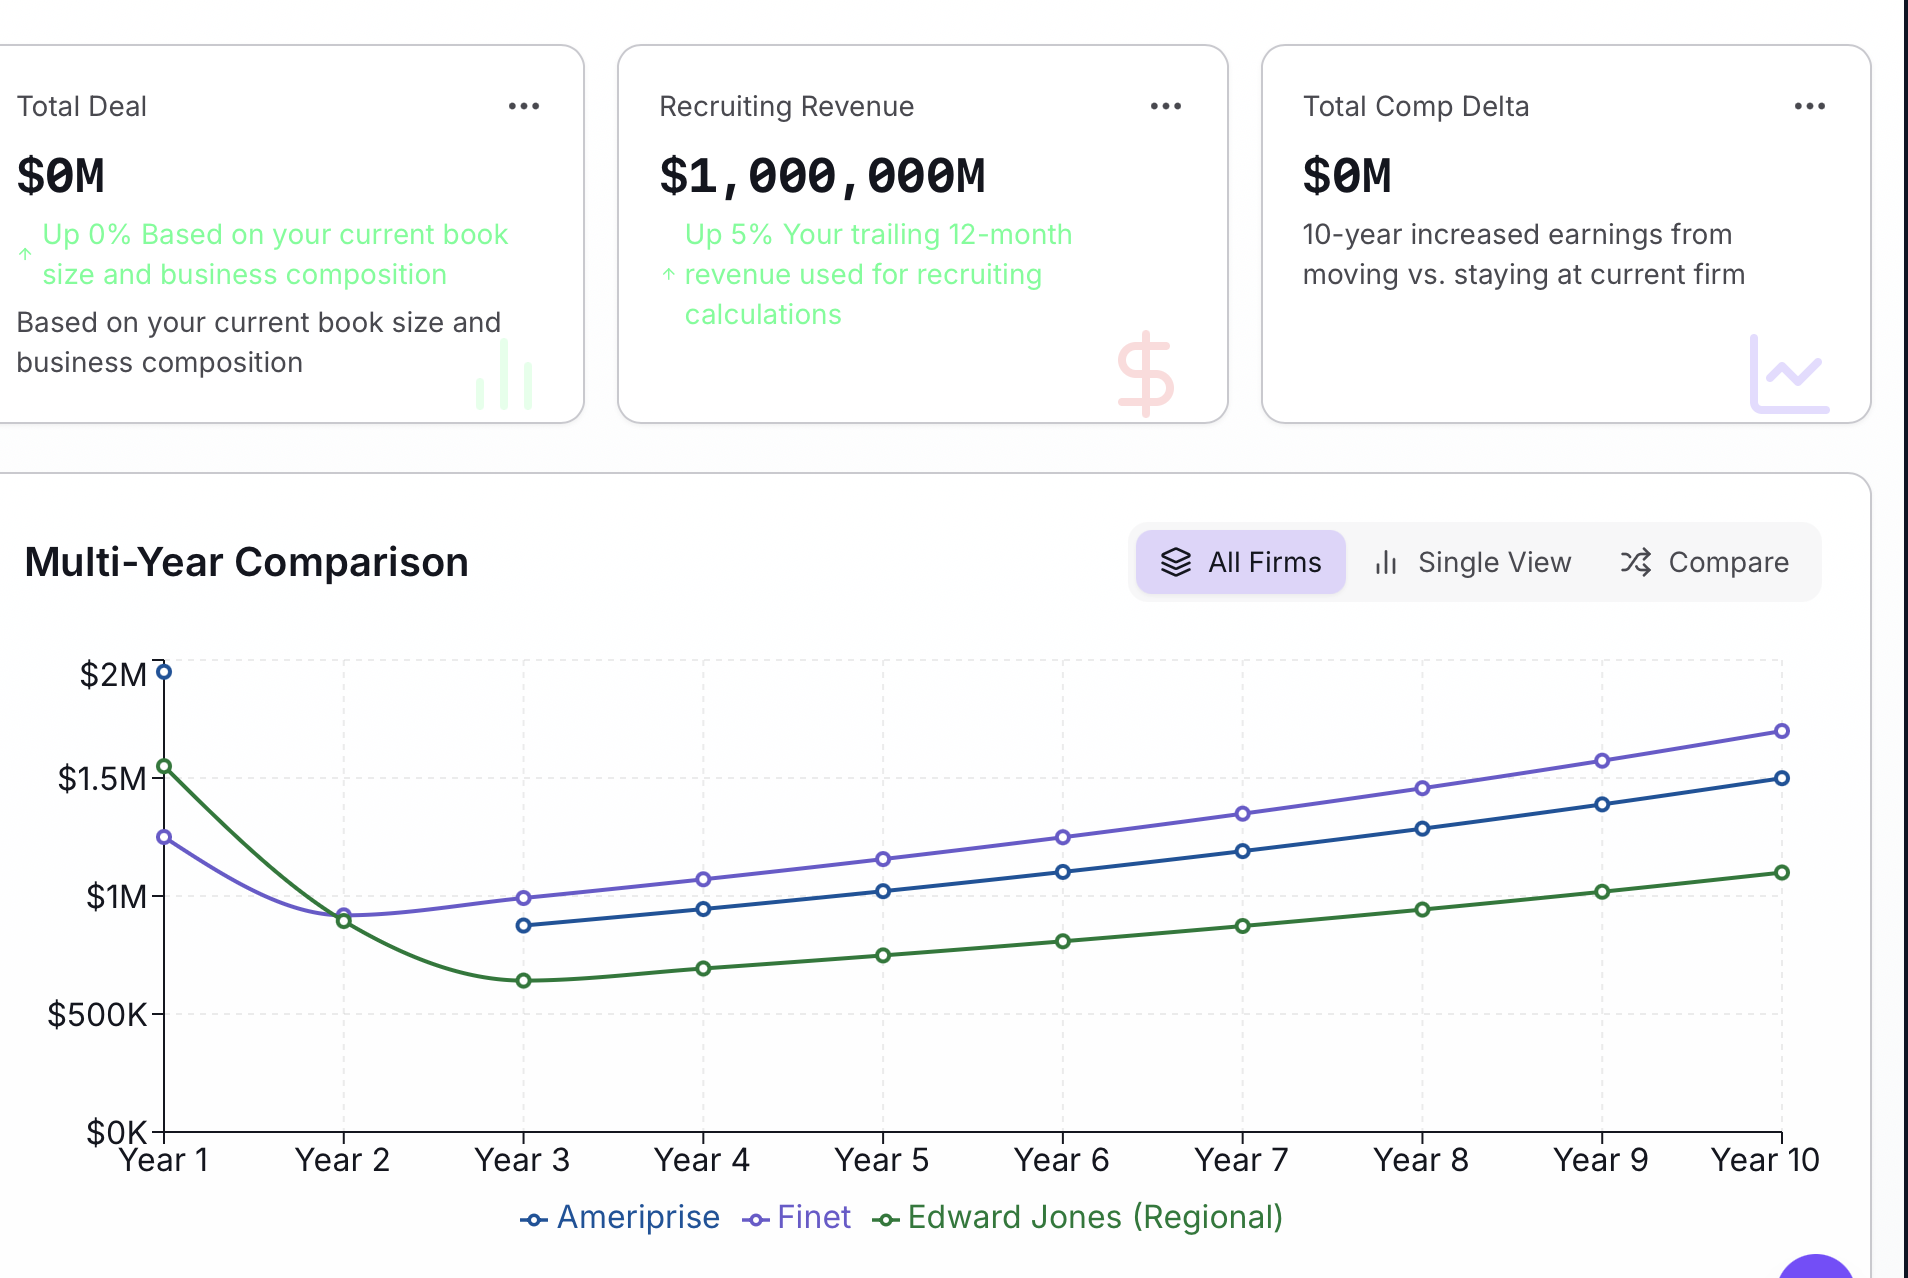 Total Deal
$0M
Up 0% Based on your current book
size and business composition
Based on your current book size and
business composition
Recruiting Revenue
$1,000,000M
Up 5% Your trailing 12-month
revenue used for recruiting
calculations
Total Comp Delta
$0M
10-year increased earnings from
moving vs. staying at current firm
Multi-Year Comparison
All Firms
Single View
Compare
$2M
$1.5M
$1M
$500K
$0K
Year 1 Year 2 Year 3 Year 4 Year 5 Year 6 Year 7 Year 8 Year 9 Year 10
Ameriprise Finet Edward Jones (Regional)